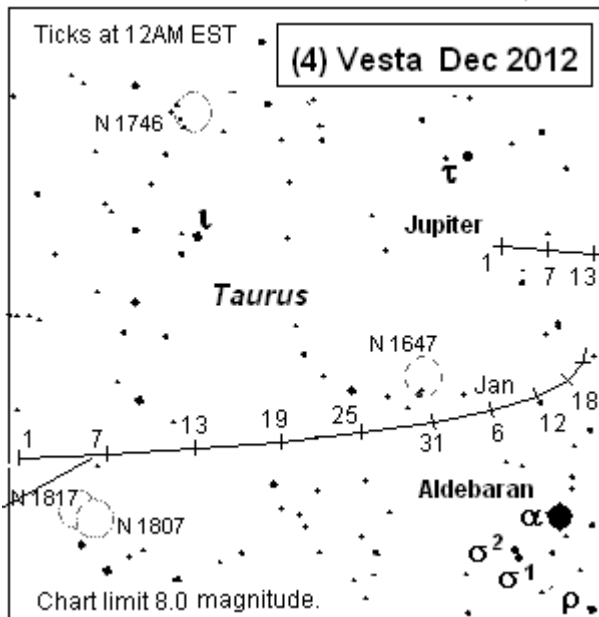 Ticks at 12AM EST
(4) Vesta Dec 2012
N 1746
τ
ι
Jupiter
1 7 13
Taurus
N 1647
Jan
1 7 13 19 25 31 6 12 18
N 1817
N 1807
Aldebaran
α
σ2
σ1
ρ
Chart limit 8.0 magnitude.